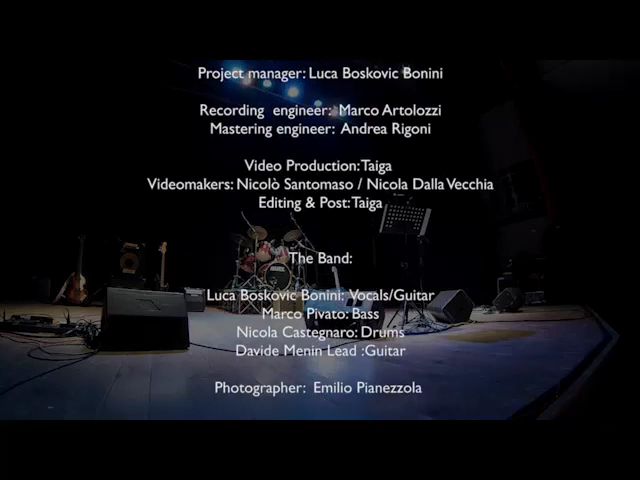 Project manager: Luca Boskovic Bonini
Recording engineer: Marco Artolozzi
Mastering engineer: Andrea Rigoni
Video Production: Taiga
Videomakers: Nicolò Santomaso / Nicola Dalla Vecchia
Editing & Post: Taiga
The Band:
Luca Boskovic Bonini: Vocals/Guitar
Marco Pivato: Bass
Nicola Castegnaro: Drums
Davide Menin Lead :Guitar
Photographer: Emilio Pianezzola